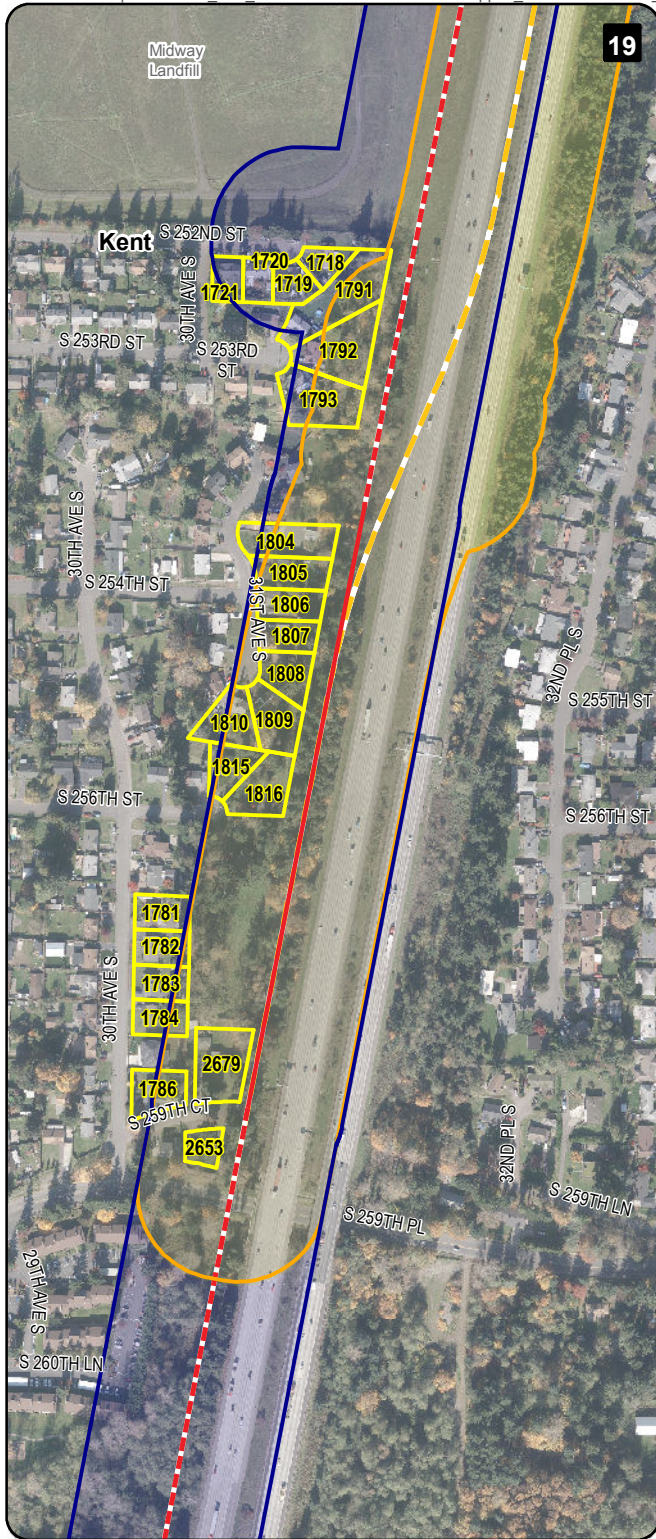 19
Midway
Landfill
Kent
S 252ND ST
1720
1718
1719
1721
1791
30TH AVE S
S 253RD ST
S 253RD
ST
1792
1793
30TH AVE S
1804
1805
S 254TH ST
31ST AVE S
1806
1807
1808
32ND PL S
S 255TH ST
1810
1809
1815
1816
S 256TH ST
S 256TH ST
1781
1782
1783
1784
30TH AVE S
2679
1786
S 259TH CT
2653
32ND PL S
S 259TH LN
S 259TH PL
29TH AVE S
S 260TH LN